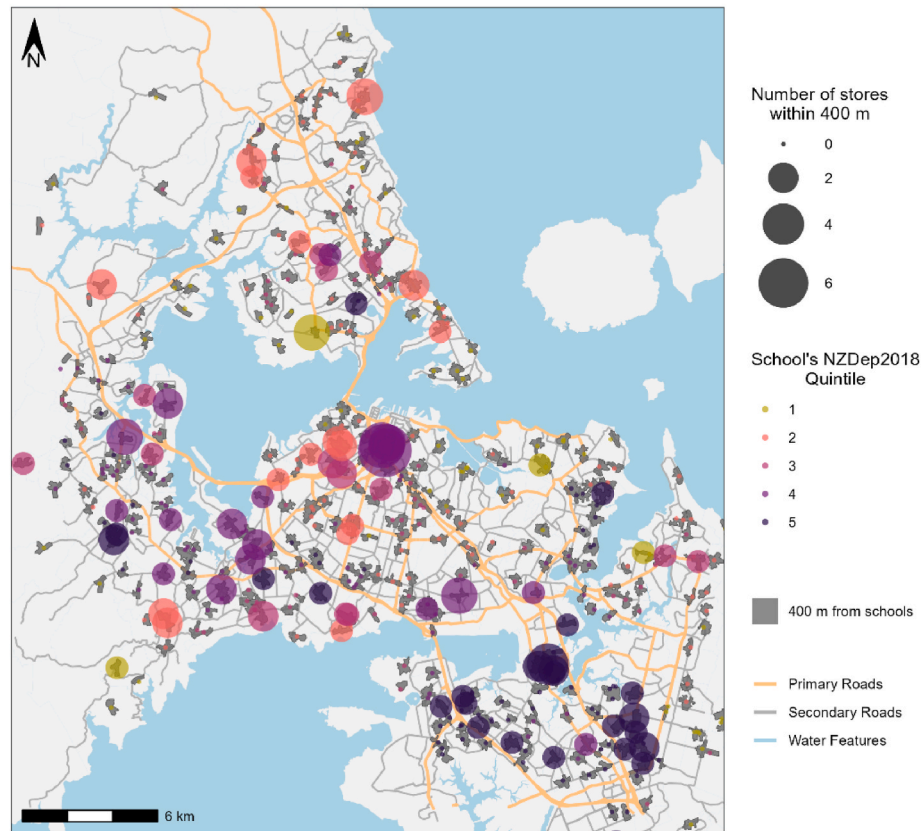 N
Number of stores
within 400 m
0
2
4
6
School's NZDep2018
Quintile
1
2
3
4
5
400 m from schools
Primary Roads
Secondary Roads
Water Features
6 km